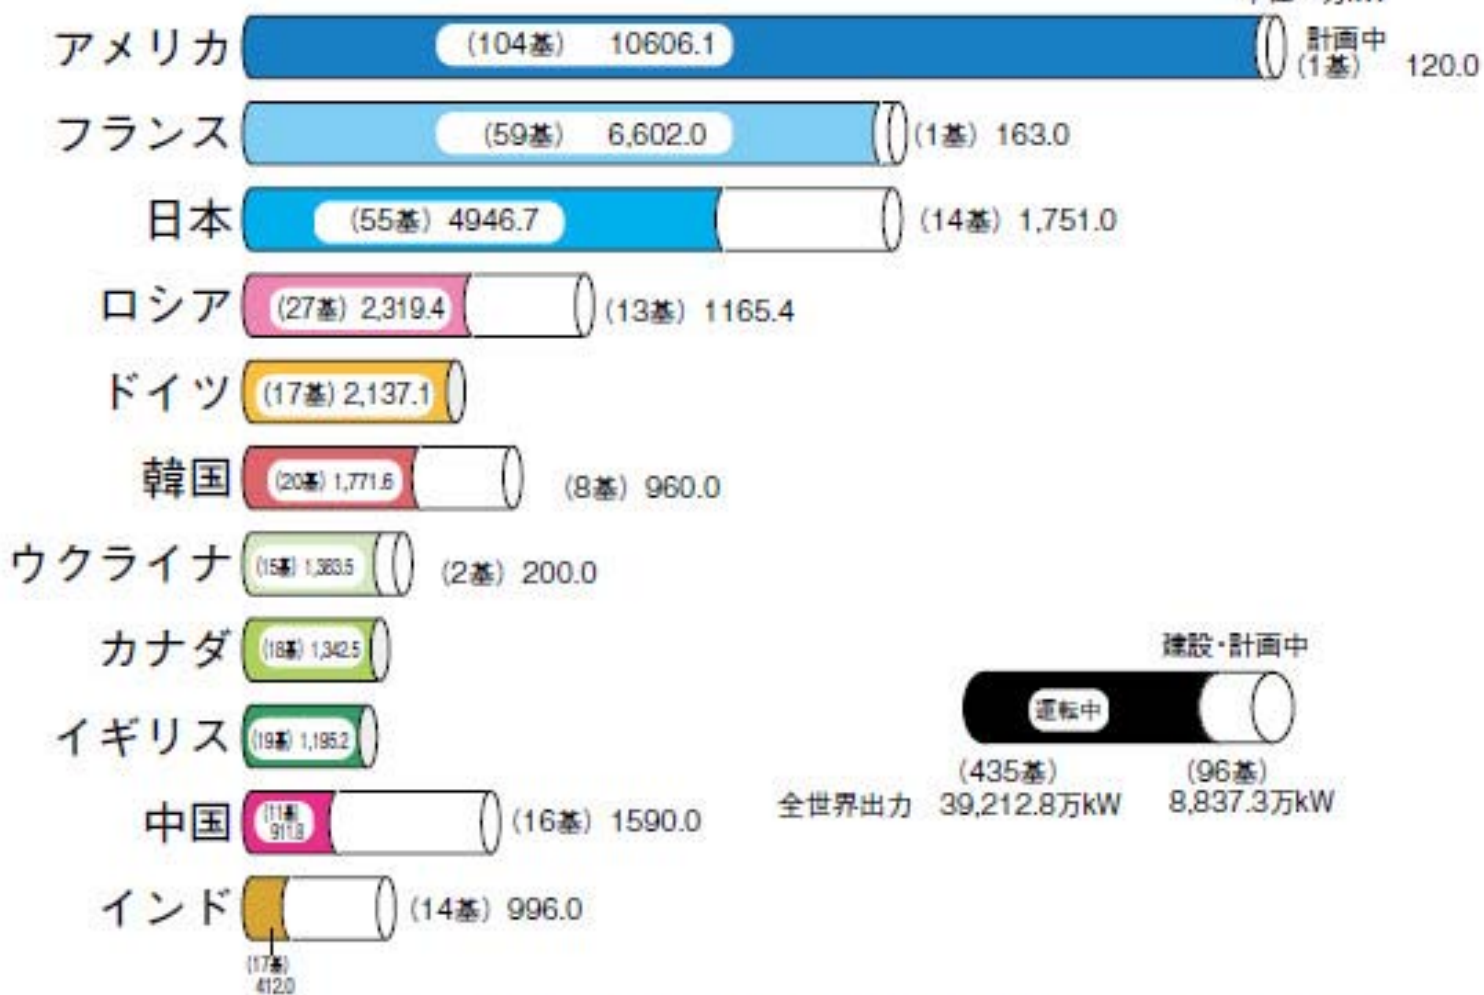 アメリカ (104基) 10606.1 計画中
(1基) 120.0
フランス (59基) 6,602.0 (1基) 163.0
日本 (55基) 4946.7 (14基) 1,751.0
ロシア (27基) 2,319.4 (13基) 1165.4
ドイツ (17基) 2,137.1
韓国 (20基) 1,771.6 (8基) 960.0
ウクライナ (15基) 1,383.5 (2基) 200.0
カナダ (18基) 1,342.5
イギリス (19基) 1,195.2
中国 (11基)
911.8 (16基) 1590.0
インド (14基) 996.0
(17基)
412.0
建設・計画中
運転中
(435基) (96基)
全世界出力 39,212.8万kW 8,837.3万kW